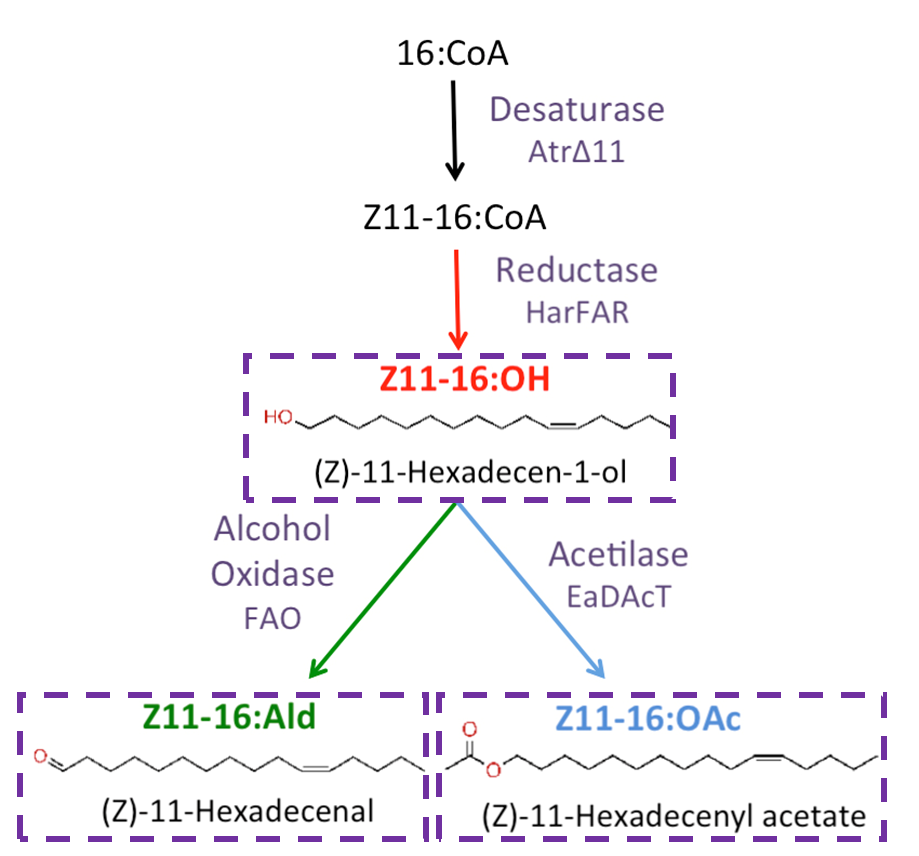 16:CoA
Desaturase
AtrΔ11
Z11-16:CoA
Reductase
HarFAR
Z11-16:OH
HO
(Z)-11-Hexadecen-1-ol
Alcohol
Oxidase
FAO
Acetilase
EaDAcT
Z11-16:Ald
O
(Z)-11-Hexadecenal
Z11-16:OAc
O
O
(Z)-11-Hexadecenyl acetate